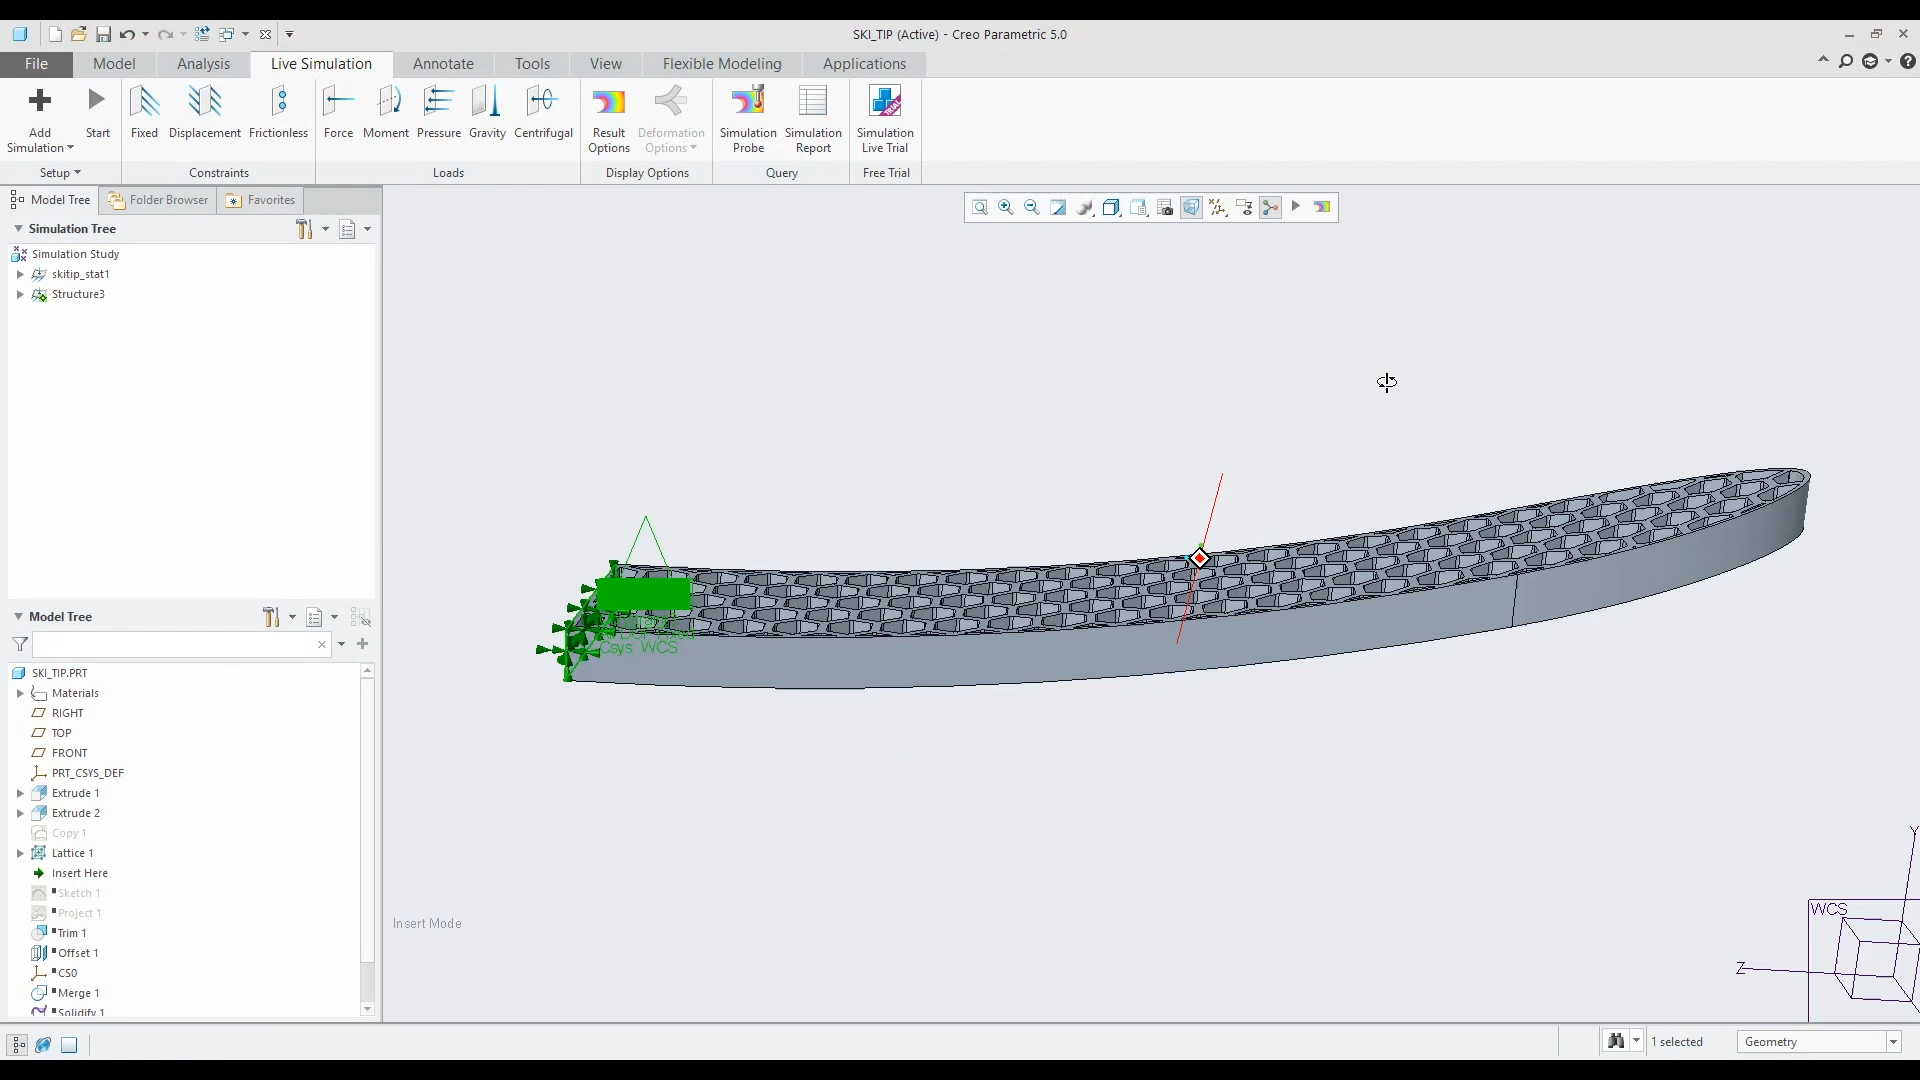 SKI_TIP (Active) - Creo Parametric 5.0
File Model Analysis Live Simulation Annotate Tools View Flexible Modeling Applications
Add Simulation
Start
Fixed
Displacement
Frictionless
Force
Moment
Pressure
Gravity
Centrifugal
Result Options
Deformation Options
Simulation Probe
Simulation Report
TRIAL
Simulation Live Trial
Setup Constraints Loads Display Options Query Free Trial
Model Tree Folder Browser Favorites
Simulation Tree
Simulation Study
skitip_stat1
Structure3
Model Tree
SKI_TIP.PRT
Materials
RIGHT
TOP
FRONT
PRT_CSYS_DEF
Extrude 1
Extrude 2
Copy 1
Lattice 1
Insert Here
Sketch 1
Project 1
Trim 1
Offset 1
CS0
Merge 1
Solidify 1
Csys WCS
Insert Mode
Y
WCS
Z
1 selected
Geometry